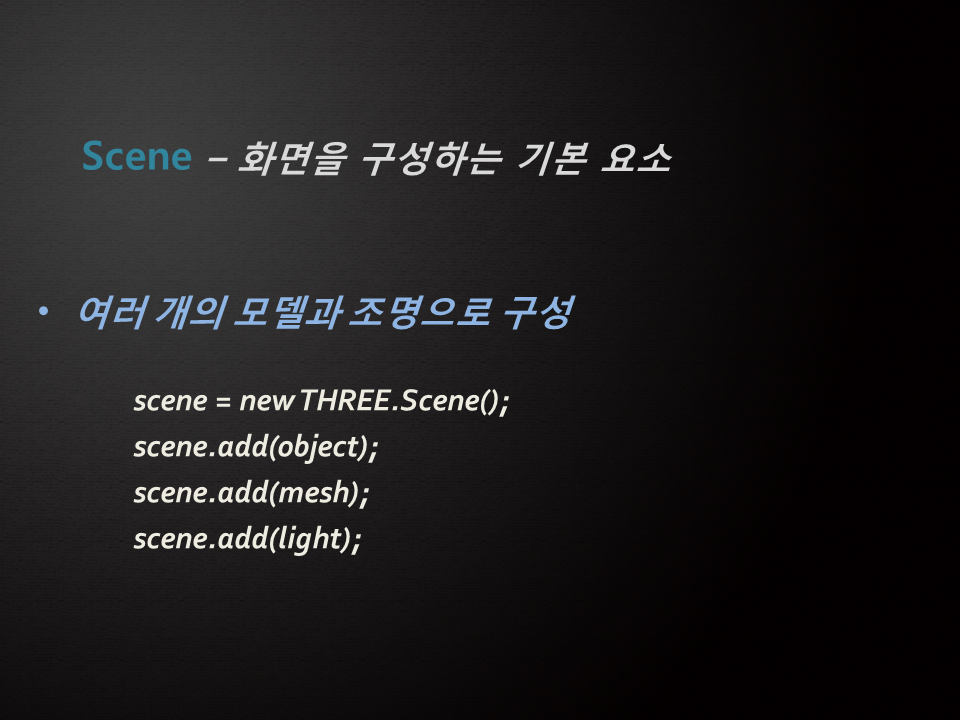 Scene – 화면을 구성하는 기본 요소
• 여러 개의 모델과 조명으로 구성
scene = new THREE.Scene();
scene.add(object);
scene.add(mesh);
scene.add(light);